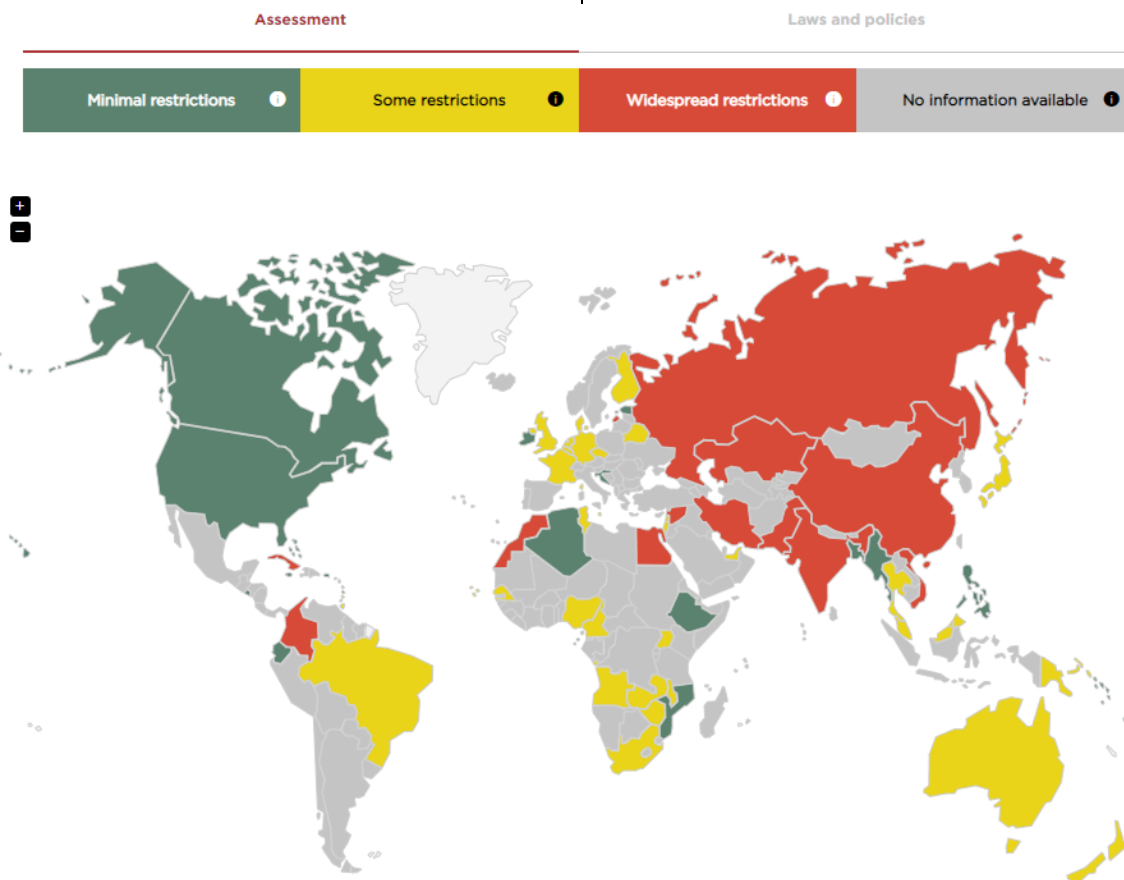 Assessment
Laws and policies
Minimal restrictions i
Some restrictions i
Widespread restrictions i
No information available i
+
−